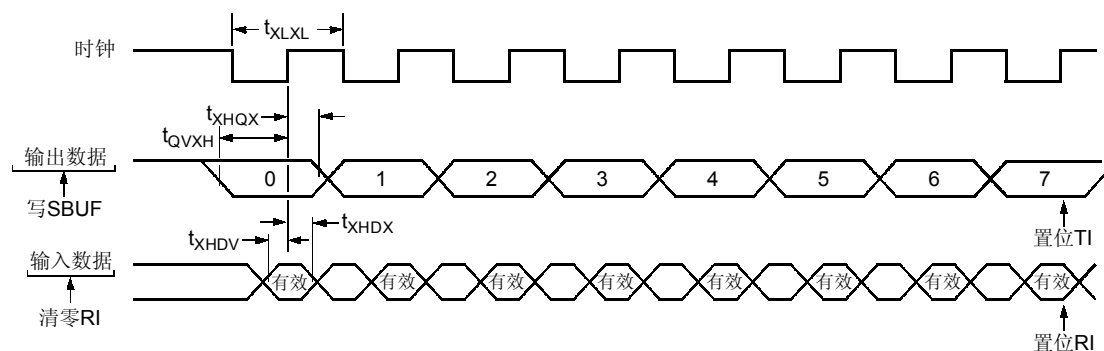 tXLXL
时钟
tXHQX
tQVXH
输出数据
0 1 2 3 4 5 6 7
写SBUF
置位TI
tXHDX
tXHDV
输入数据
有效 有效 有效 有效 有效 有效 有效 有效
清零RI
置位RI